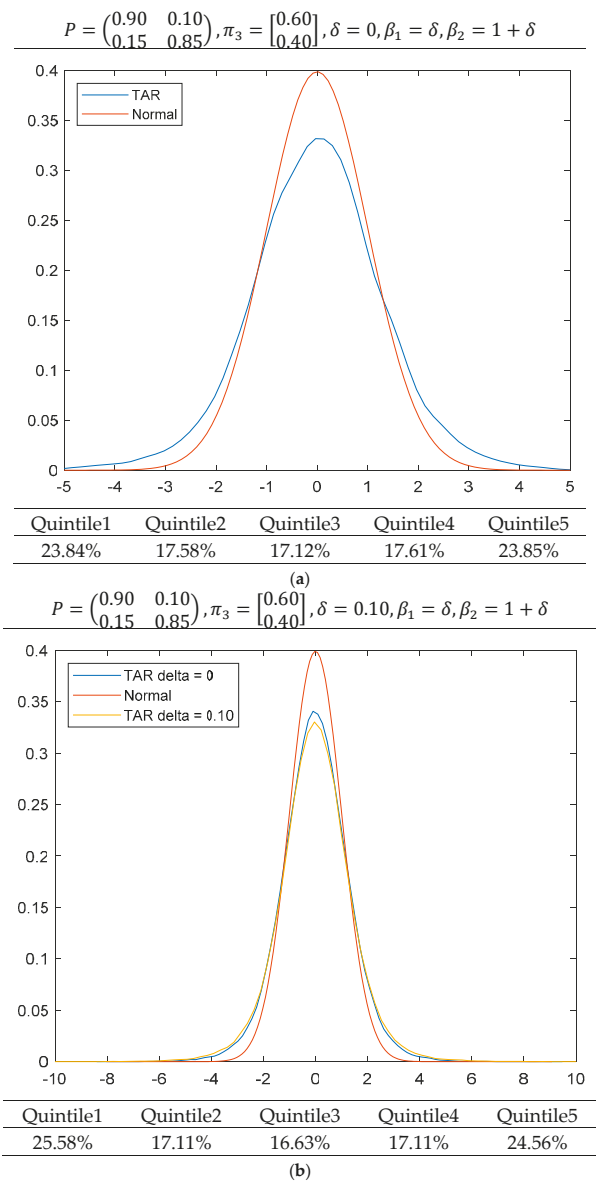 P = (0.90 0.10
0.15 0.85), π₃ = [0.60
0.40], δ = 0, β₁ = δ, β₂ = 1 + δ
0.4
TAR
Normal
0.35
0.3
0.25
0.2
0.15
0.1
0.05
0
-5 -4 -3 -2 -1 0 1 2 3 4 5
Quintile1 Quintile2 Quintile3 Quintile4 Quintile5
23.84% 17.58% 17.12% 17.61% 23.85%
(a)
P = (0.90 0.10
0.15 0.85), π₃ = [0.60
0.40], δ = 0.10, β₁ = δ, β₂ = 1 + δ
0.4
TAR delta = 0
Normal
TAR delta = 0.10
0.35
0.3
0.25
0.2
0.15
0.1
0.05
0
-10 -8 -6 -4 -2 0 2 4 6 8 10
Quintile1 Quintile2 Quintile3 Quintile4 Quintile5
25.58% 17.11% 16.63% 17.11% 24.56%
(b)